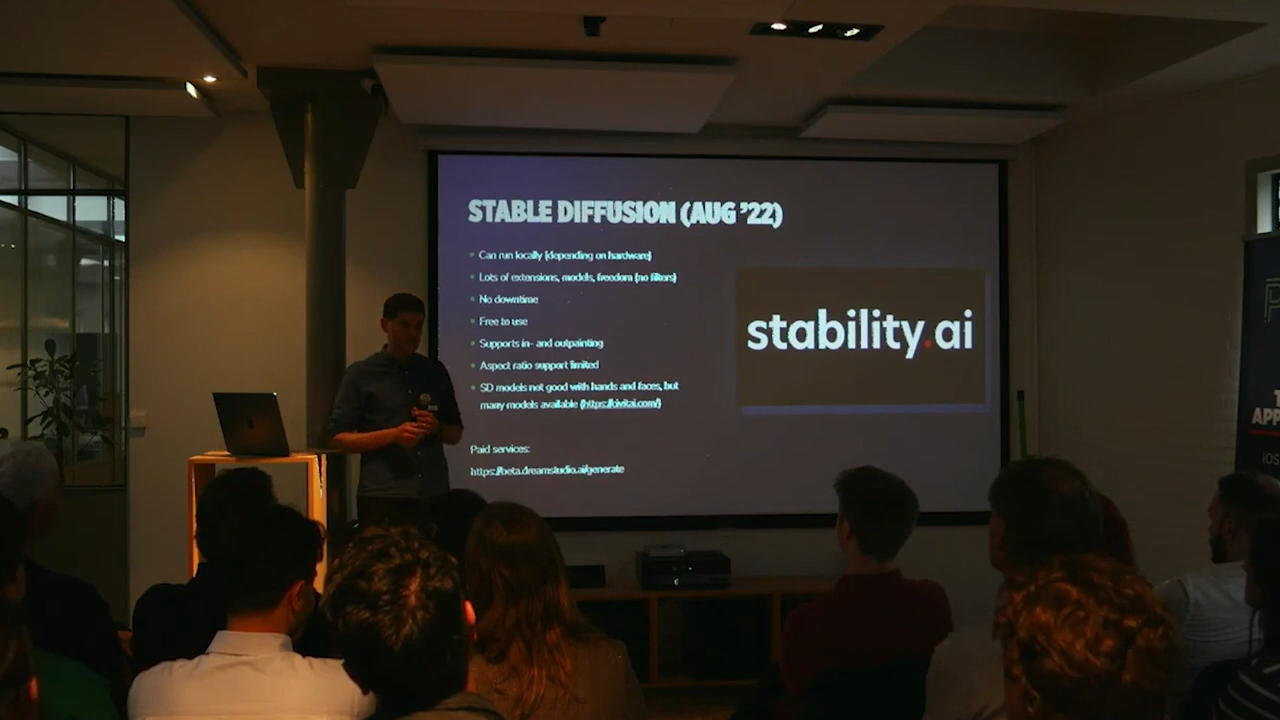 STABLE DIFFUSION (AUG '22)
Can run locally (depending on hardware)
Lots of extensions, models, freedom (no filters)
No downtime
Free to use
Supports in- and outpainting
Aspect ratio support limited
SD models not good with hands and faces, but
many models available (https://civitai.com/)
Paid services:
https://beta.dreamstudio.ai/generate
stability.ai
APP
iOS